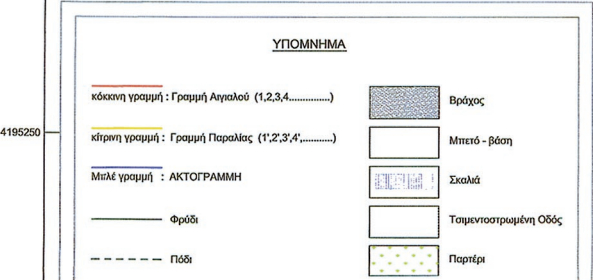 ΥΠΟΜΝΗΜΑ
κόκκινη γραμμή : Γραμμή Αιγιαλού (1,2,3,4..............)
Βράχος
4195250
κίτρινη γραμμή : Γραμμή Παραλίας (1',2',3',4',...........)
Μπετό - βάση
Μπλέ γραμμή : ΑΚΤΟΓΡΑΜΜΗ
Σκαλιά
Φρύδι
Τσιμεντοστρωμένη Οδός
Πόδι
Παρτέρι